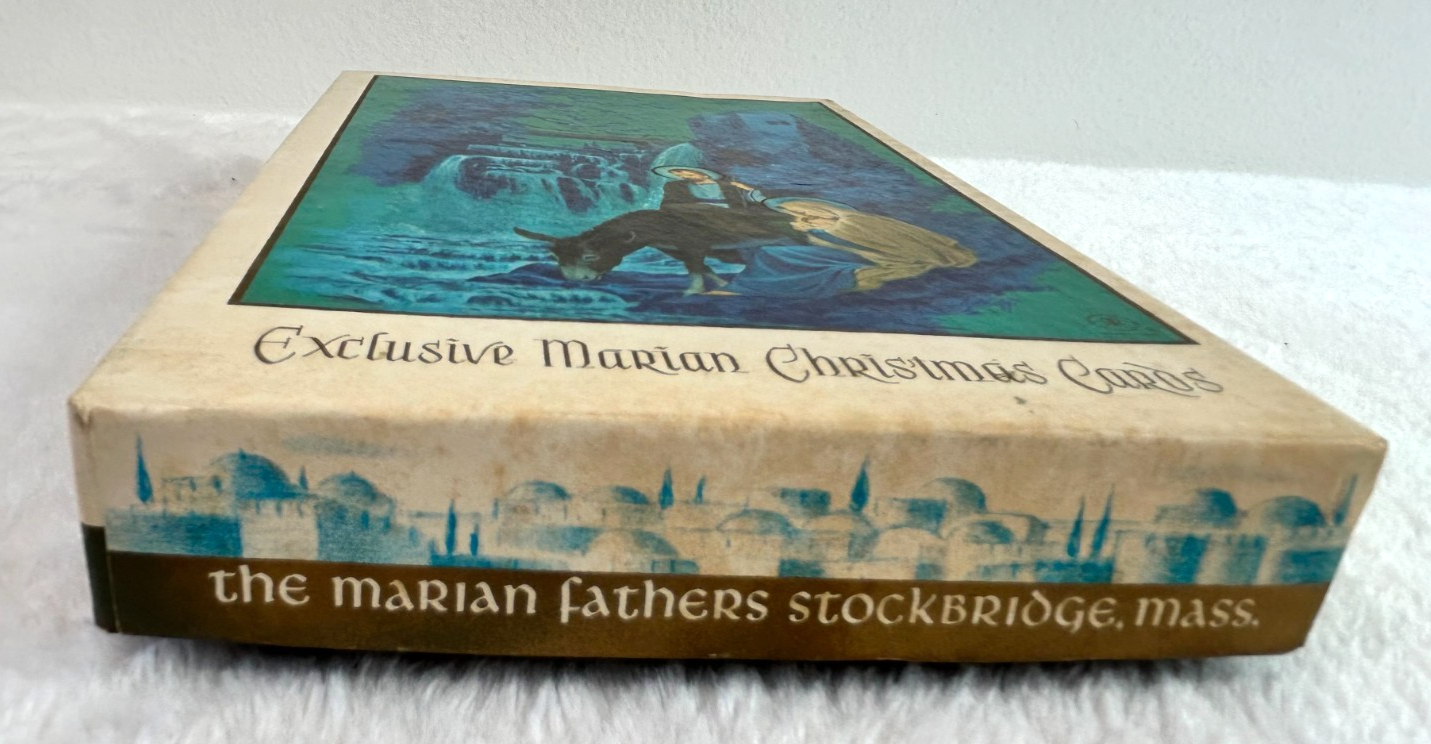 Exclusive Marian Christmas Cards
the marian fathers stockbridge, mass.